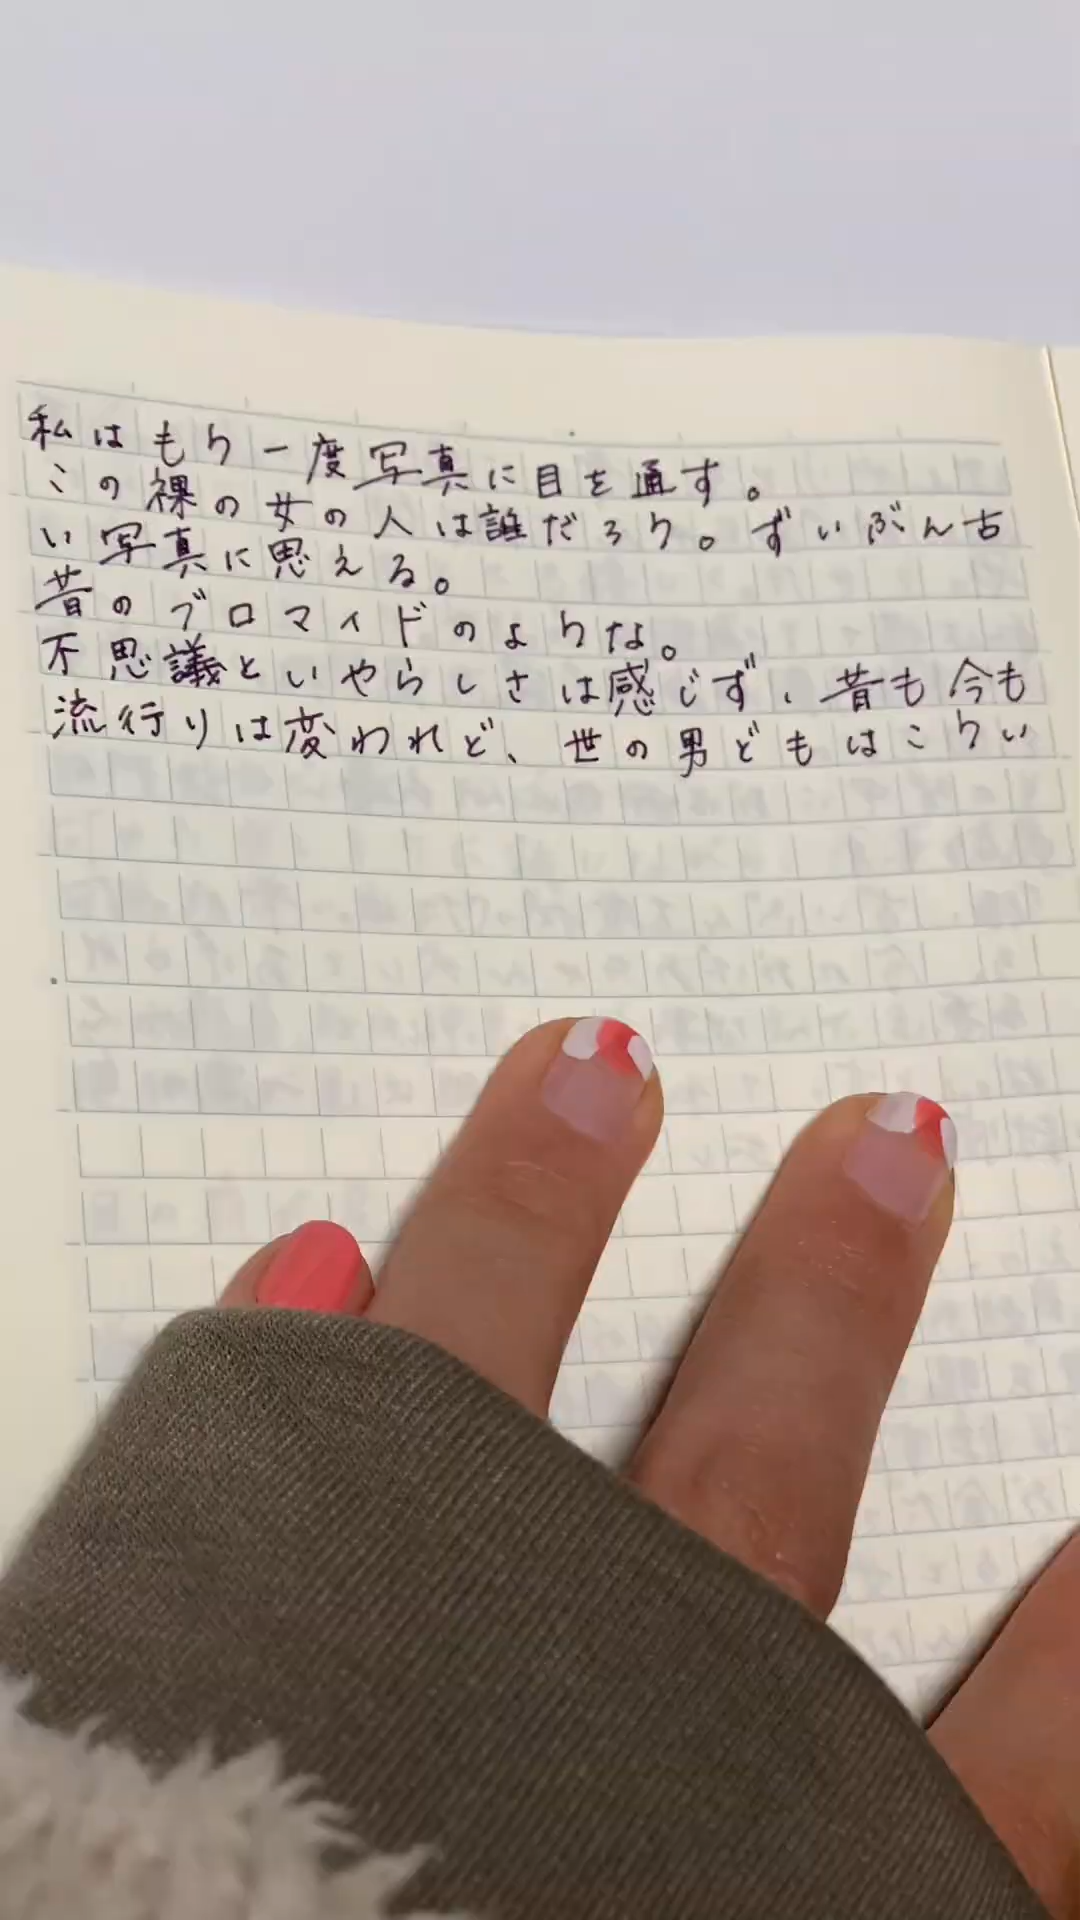 私はもう一度写真に目を通す。
この裸の女の人は誰だろう。ずいぶん古
い写真に思える。
昔のブロマイドのような。
不思議といやらしさは感じず、昔も今も
流行りは変われど、世の男どもはこうい